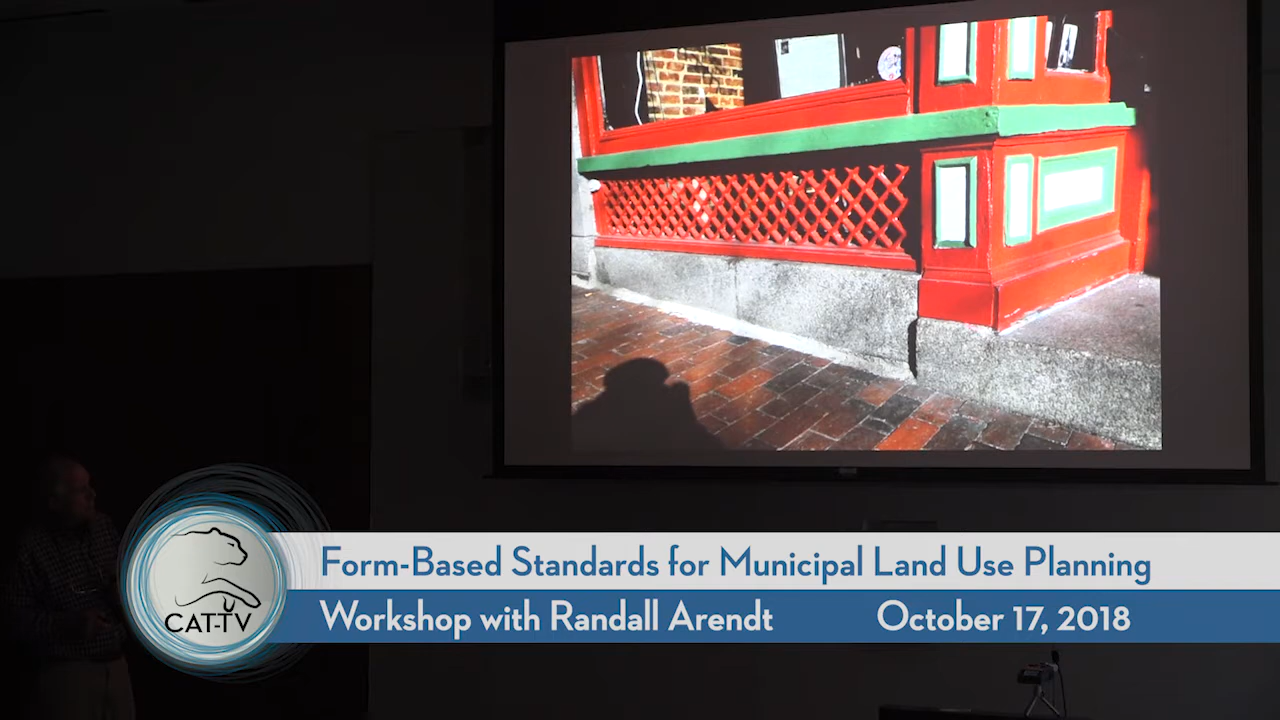 Form-Based Standards for Municipal Land Use Planning
Workshop with Randall Arendt October 17, 2018
CAT-TV